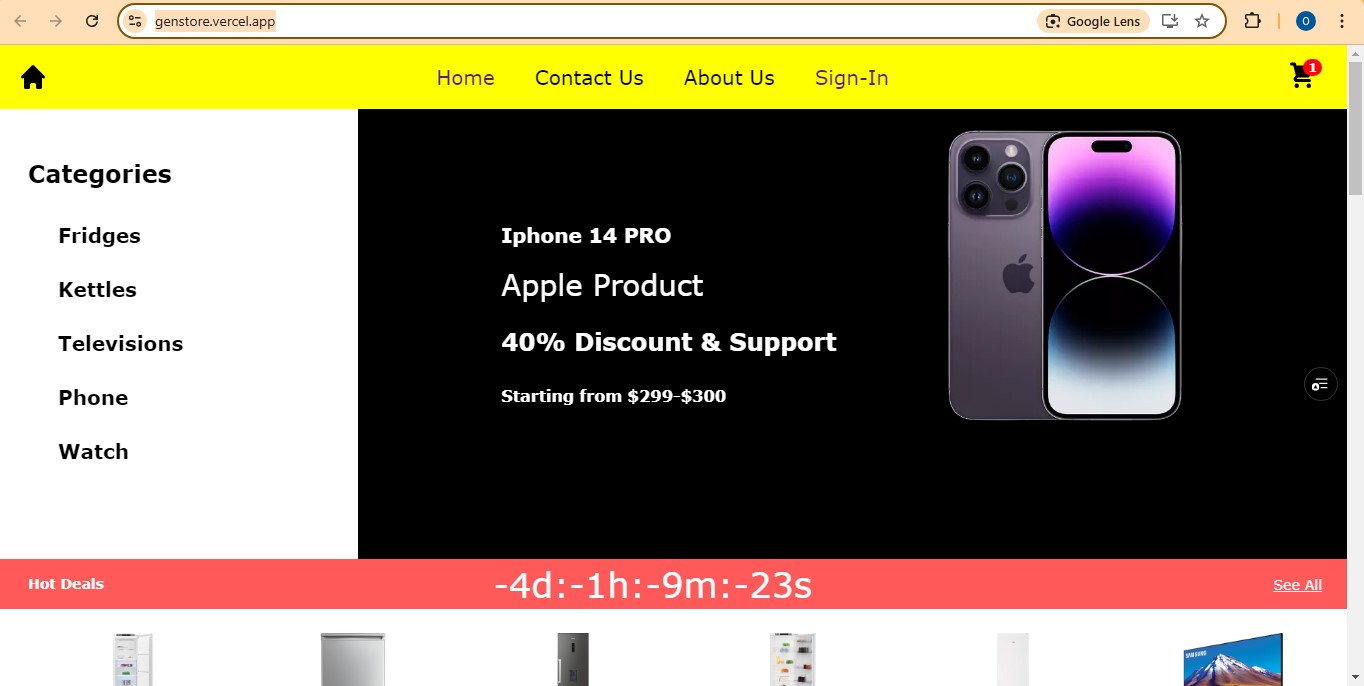 genstore.vercel.app
Google Lens
O
Home
Contact Us
About Us
Sign-In
1
Categories
Fridges
Kettles
Televisions
Phone
Watch
Iphone 14 PRO
Apple Product
40% Discount & Support
Starting from $299-$300
Hot Deals
-4d:-1h:-9m:-23s
See All
SAMSUNG